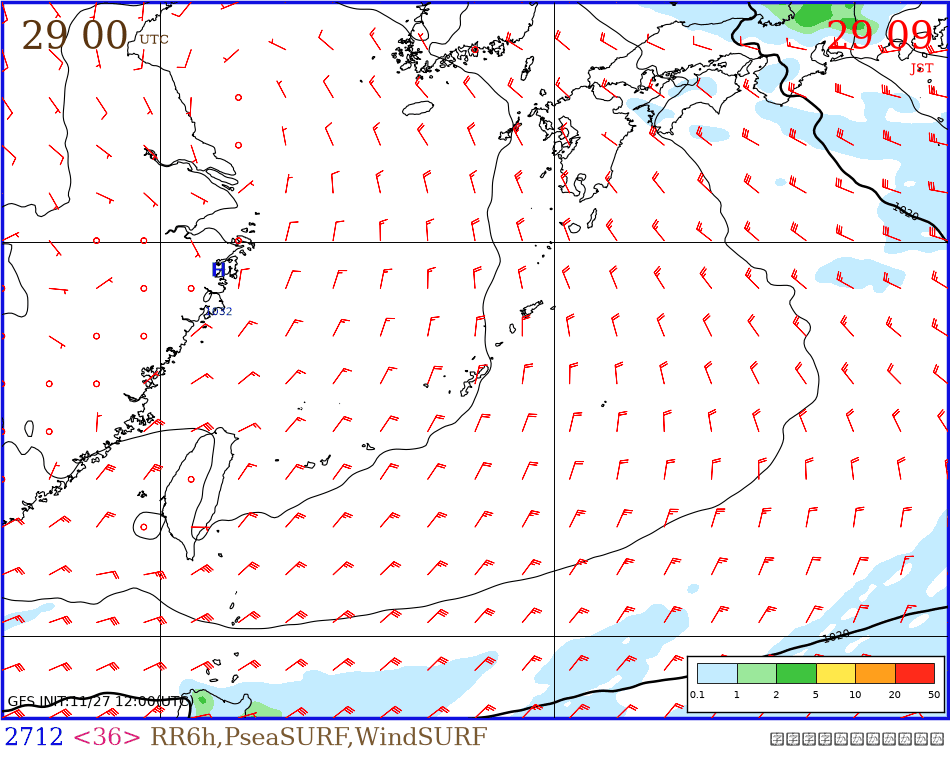 29 00 UTC
29 09
JST
1020
H
1032
1020
0.1 1 2 5 10 20 50
GFS INIT:11/27 12:00(UTC)
2712 <36> RR6h,PseaSURF,WindSURF